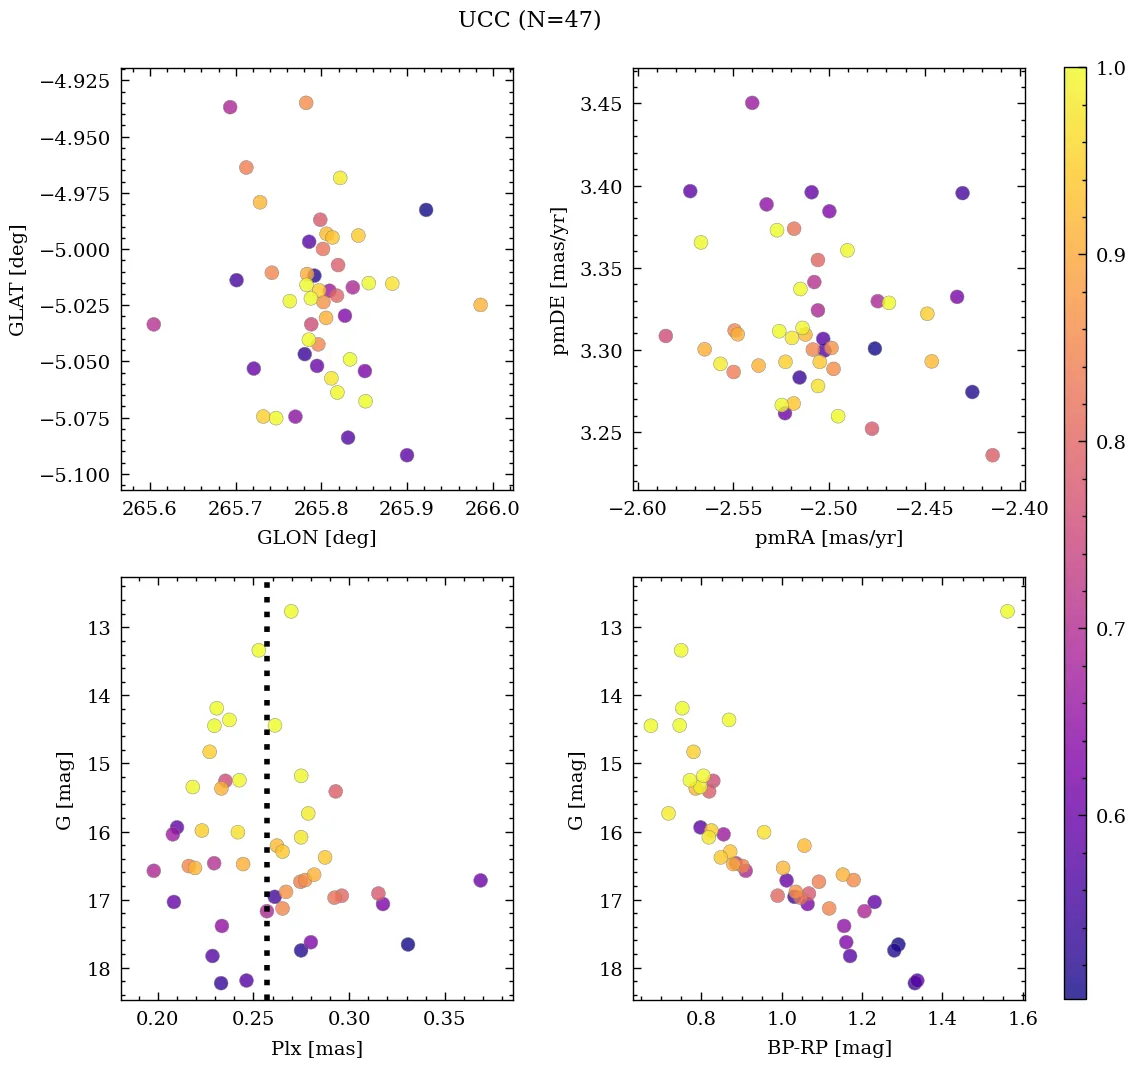 UCC (N=47)
−4.925
−4.950
−4.975
−5.000
−5.025
−5.050
−5.075
−5.100
GLAT [deg]
265.6 265.7 265.8 265.9 266.0
GLON [deg]
3.45
3.40
3.35
3.30
3.25
pmDE [mas/yr]
−2.60 −2.55 −2.50 −2.45 −2.40
pmRA [mas/yr]
13
14
15
16
17
18
G [mag]
0.20 0.25 0.30 0.35
Plx [mas]
13
14
15
16
17
18
G [mag]
0.8 1.0 1.2 1.4 1.6
BP-RP [mag]
1.0
0.9
0.8
0.7
0.6